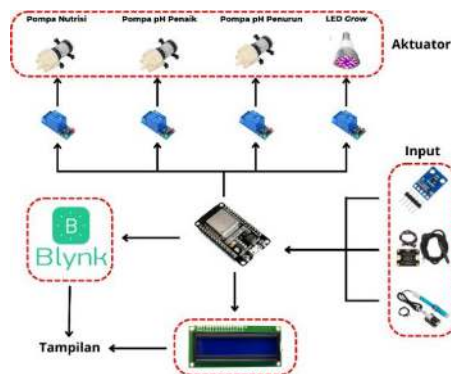 Pompa Nutrisi
Pompa pH Penaik
Pompa pH Penurun
LED Grow
Aktuator
Input
B
Blynk
Tampilan